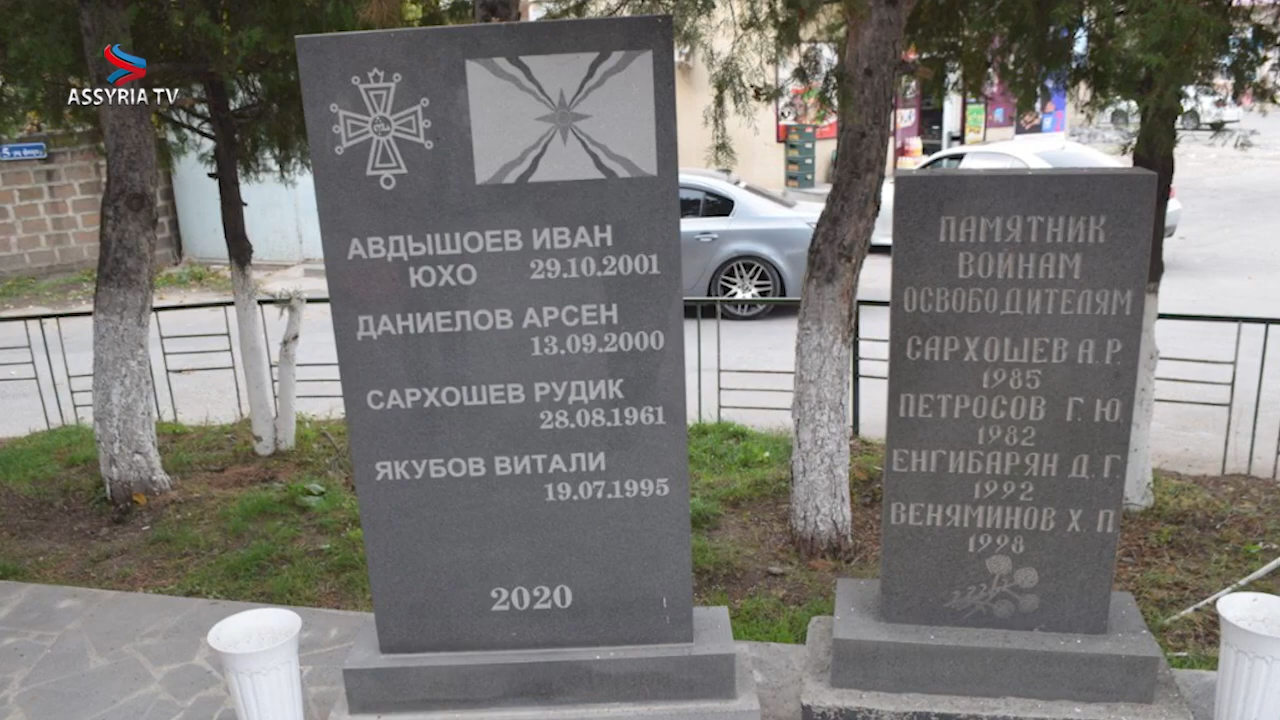 ASSYRIA TV
АВДЫШОЕВ ИВАН
ЮХО 29.10.2001
ДАНИЕЛОВ АРСЕН
13.09.2000
САРХОШЕВ РУДИК
28.08.1961
ЯКУБОВ ВИТАЛИ
19.07.1995
2020
ПАМЯТНИК
ВОЙНАМ
ОСВОБОДИТЕЛЯМ
САРХОШЕВ А.Р.
1985
ПЕТРОСОВ Г.Ю.
1982
ЕНГИБАРЯН Д.Г.
1992
ВЕНЯМИНОВ Х.П.
1998